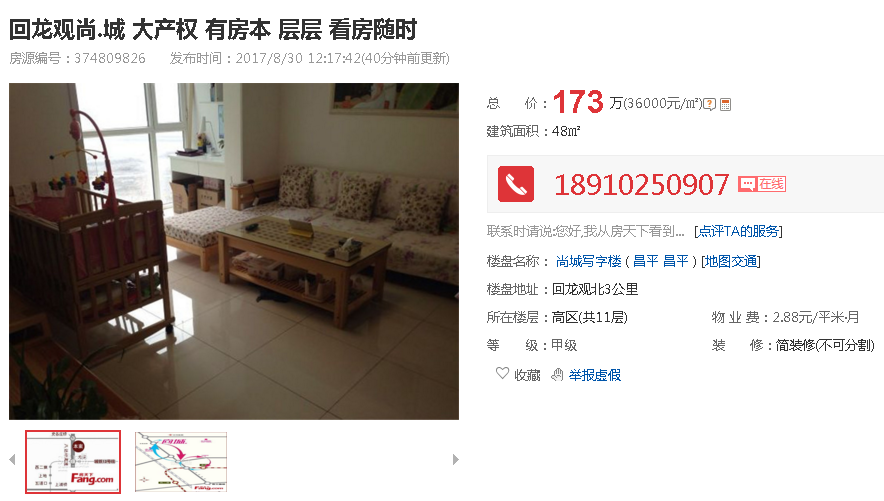 回龙观尚.城 大产权 有房本 层层 看房随时
房源编号：374809826 发布时间：2017/8/30 12:17:42(40分钟前更新)
总 价：173 万(36000元/㎡)
建筑面积：48㎡
18910250907 在线
联系时请说:您好,我从房天下看到... [点评TA的服务]
楼盘名称： 尚城写字楼 ( 昌平 昌平 ) [地图交通]
楼盘地址：回龙观北3公里
所在楼层：高区(共11层) 物 业 费：2.88元/平米·月
等 级：甲级 装 修：简装修(不可分割)
收藏 举报虚假
Fang.com